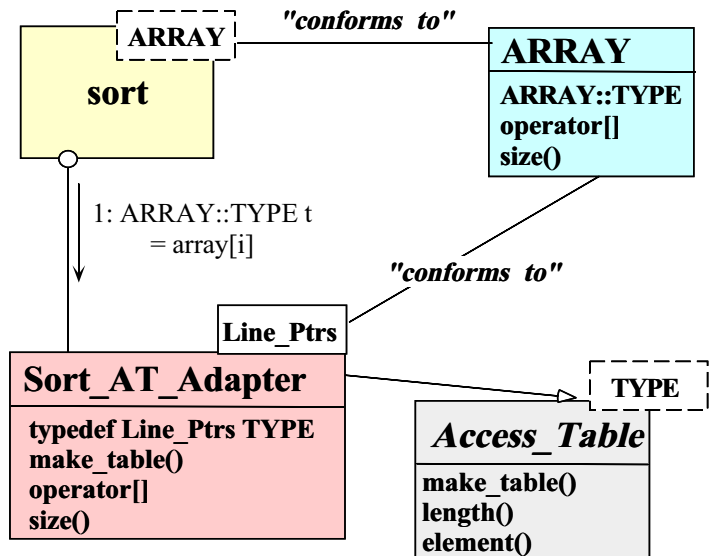 "conforms to"
ARRAY
sort
ARRAY
ARRAY::TYPE
operator[]
size()
1: ARRAY::TYPE t
= array[i]
"conforms to"
Line_Ptrs
Sort_AT_Adapter
typedef Line_Ptrs TYPE
make_table()
operator[]
size()
TYPE
Access_Table
make_table()
length()
element()